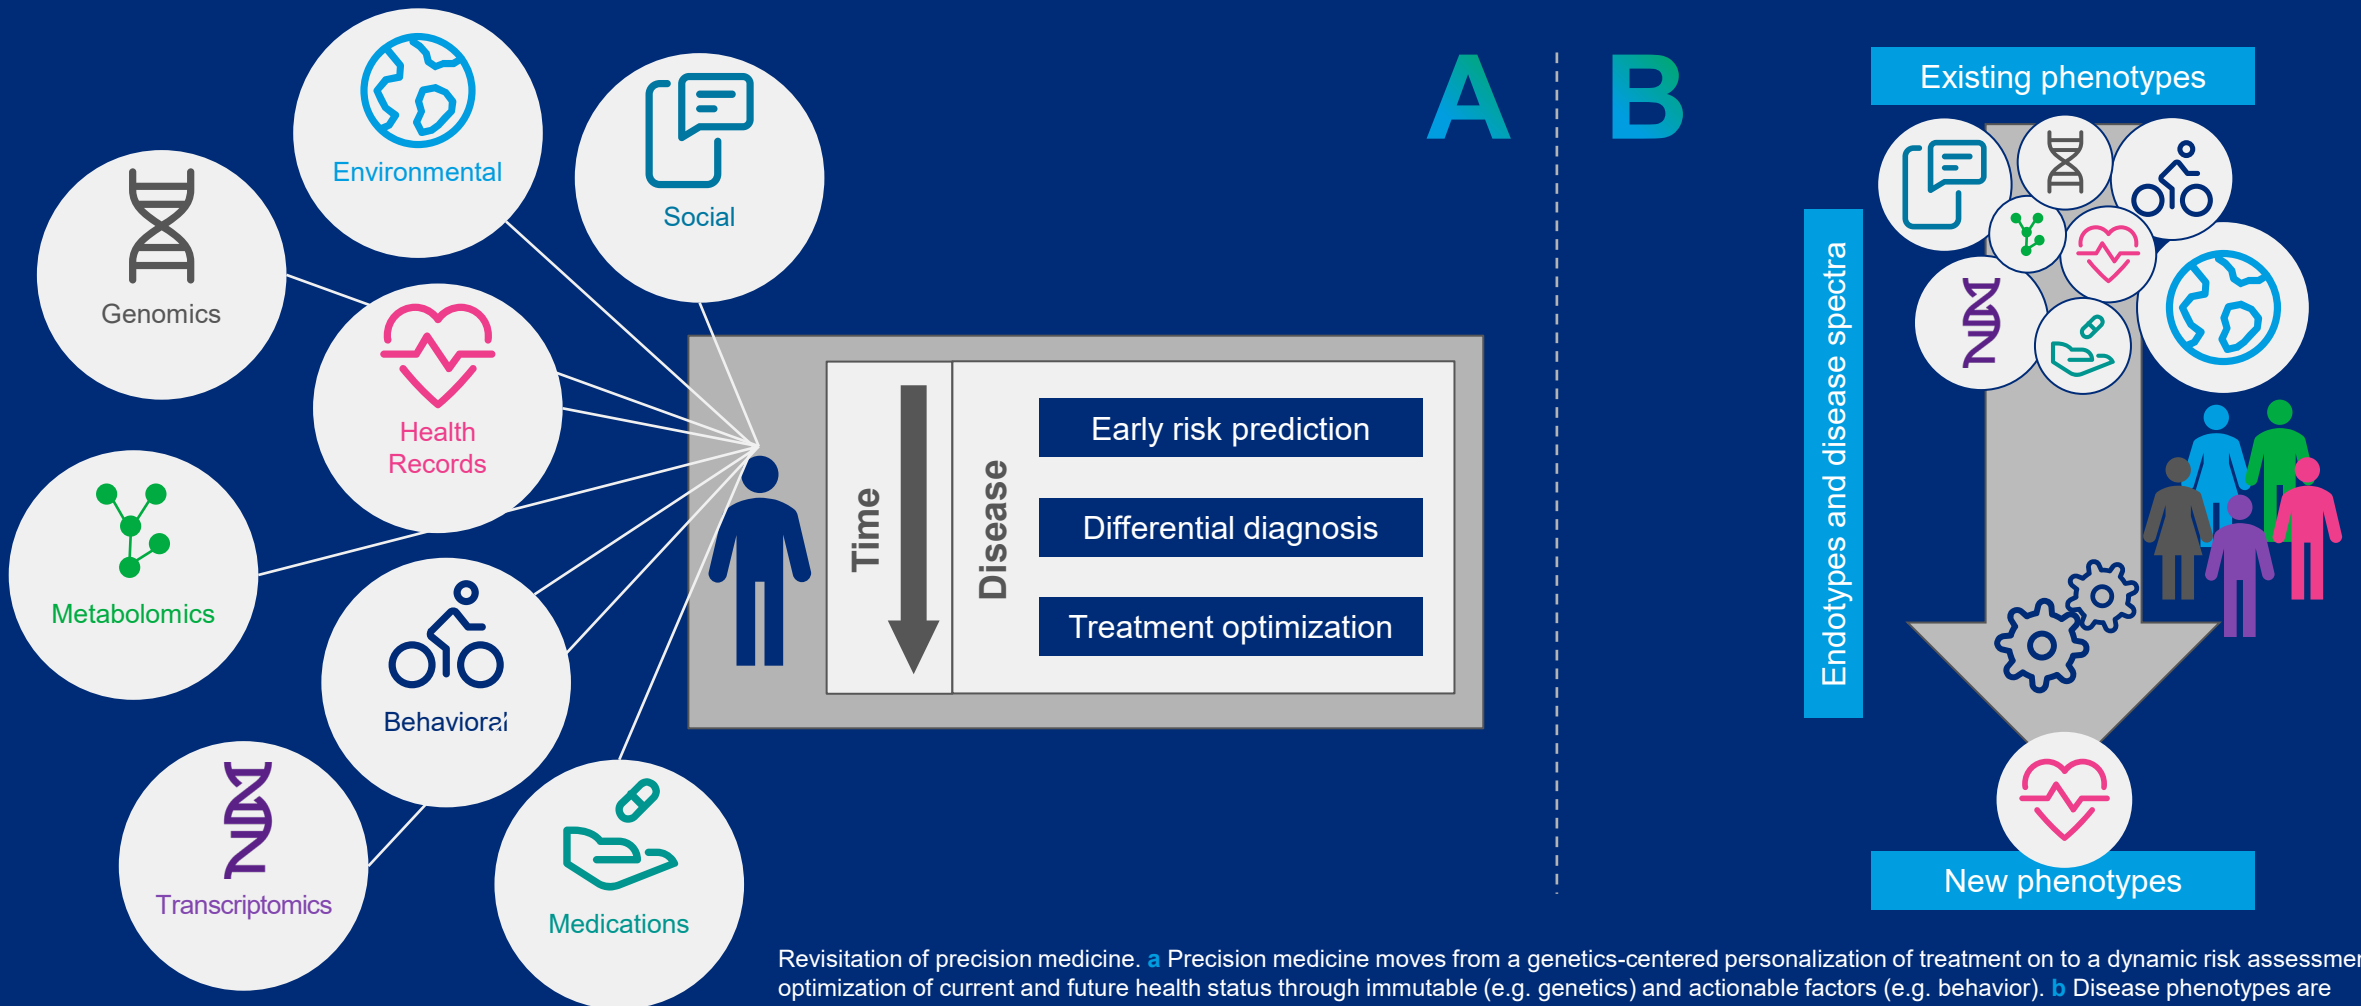 A
B
Environmental
Social
Genomics
Health
Records
Metabolomics
Behavioral
Transcriptomics
Medications
Time
Disease
Early risk prediction
Differential diagnosis
Treatment optimization
Existing phenotypes
Endotypes and disease spectra
New phenotypes
Revisitation of precision medicine. a Precision medicine moves from a genetics-centered personalization of treatment on to a dynamic risk
optimization of current and future health status through immutable (e.g. genetics) and actionable factors (e.g. behavior). b Disease phenotypes are